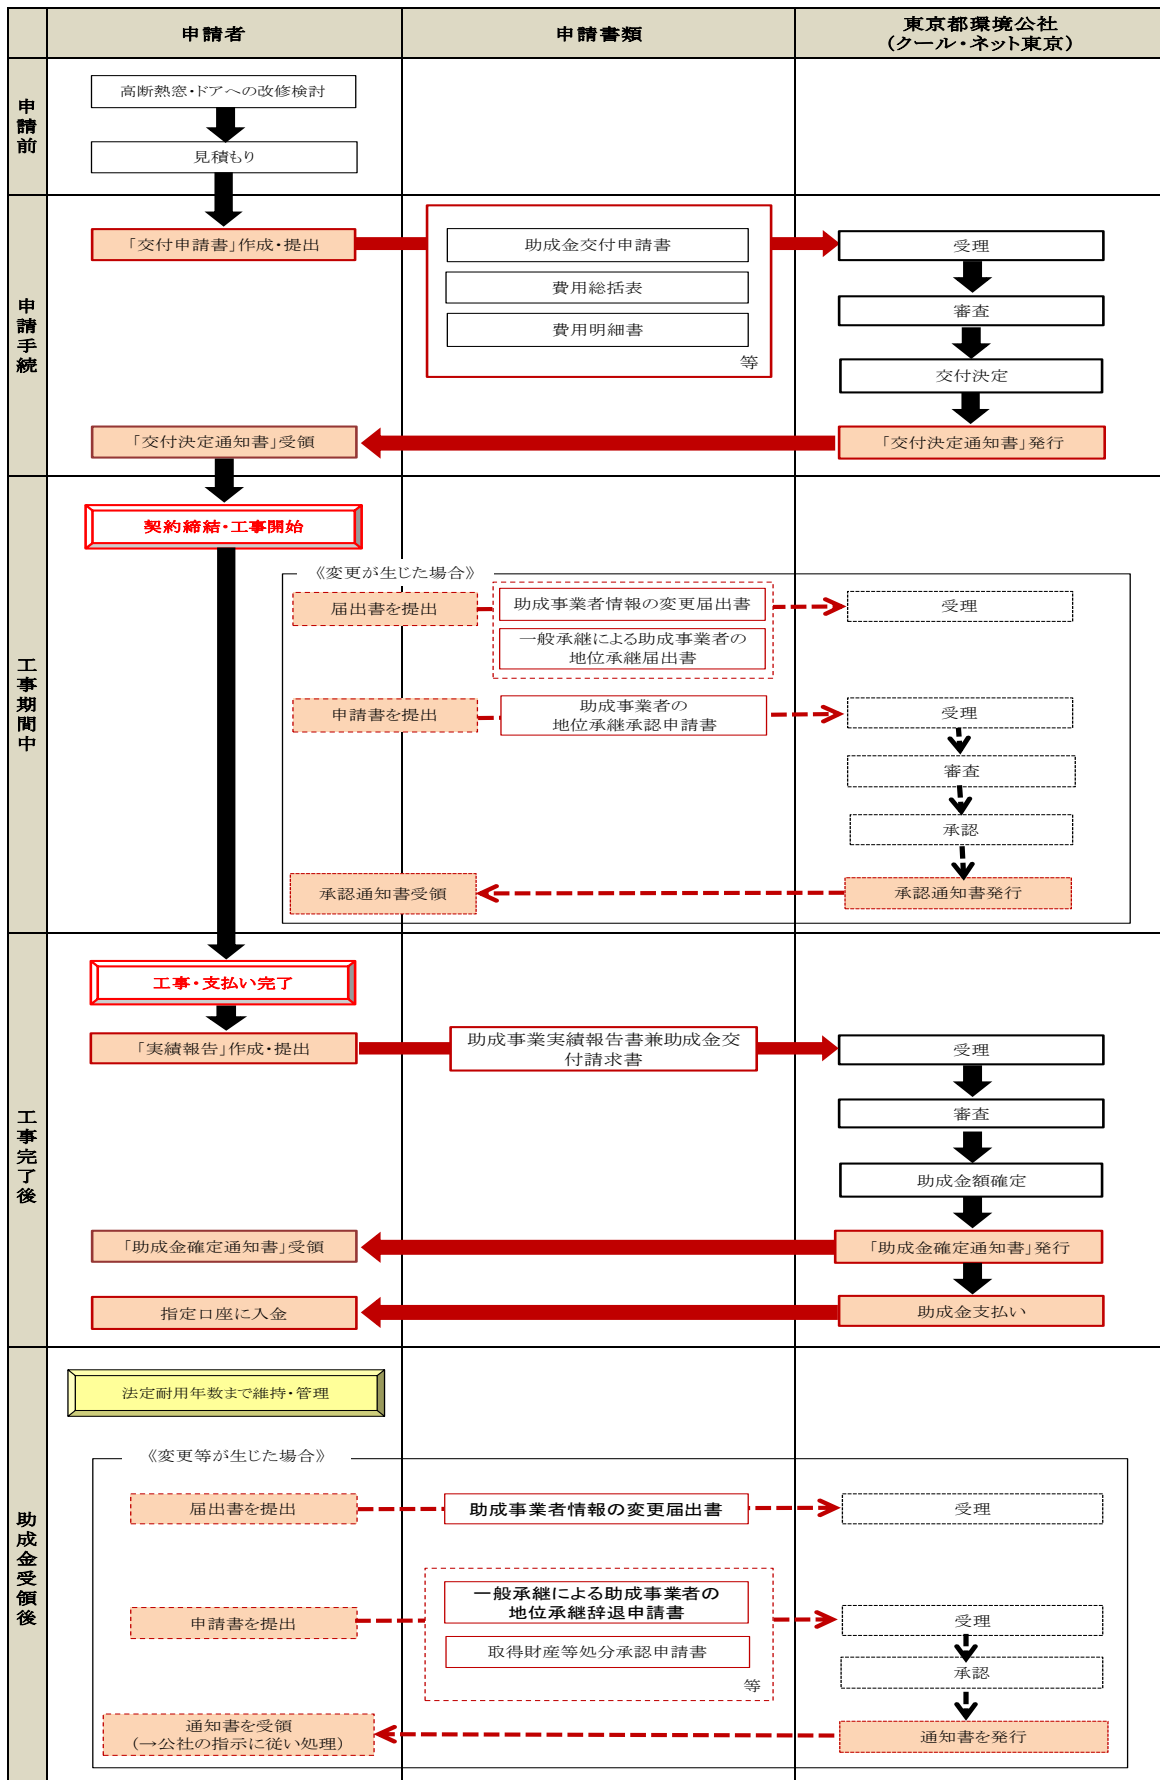 申請者
申請書類
東京都環境公社
(クール・ネット東京)
申請前
高断熱窓・ドアへの改修検討
見積もり
申請手続
「交付申請書」作成・提出
助成金交付申請書
費用総括表
費用明細書
等
受理
審査
交付決定
「交付決定通知書」受領
「交付決定通知書」発行
工事期間中
契約締結・工事開始
《変更が生じた場合》
届出書を提出
助成事業者情報の変更届出書
一般承継による助成事業者の
地位承継届出書
受理
申請書を提出
助成事業者の
地位承継承認申請書
受理
審査
承認
承認通知書受領
承認通知書発行
工事完了後
工事・支払い完了
「実績報告」作成・提出
助成事業実績報告書兼助成金交
付請求書
受理
審査
助成金額確定
「助成金確定通知書」受領
「助成金確定通知書」発行
指定口座に入金
助成金支払い
助成金受領後
法定耐用年数まで維持・管理
《変更等が生じた場合》
届出書を提出
助成事業者情報の変更届出書
受理
申請書を提出
一般承継による助成事業者の
地位承継辞退申請書
取得財産等処分承認申請書
等
受理
承認
通知書を受領
(→公社の指示に従い処理)
通知書を発行